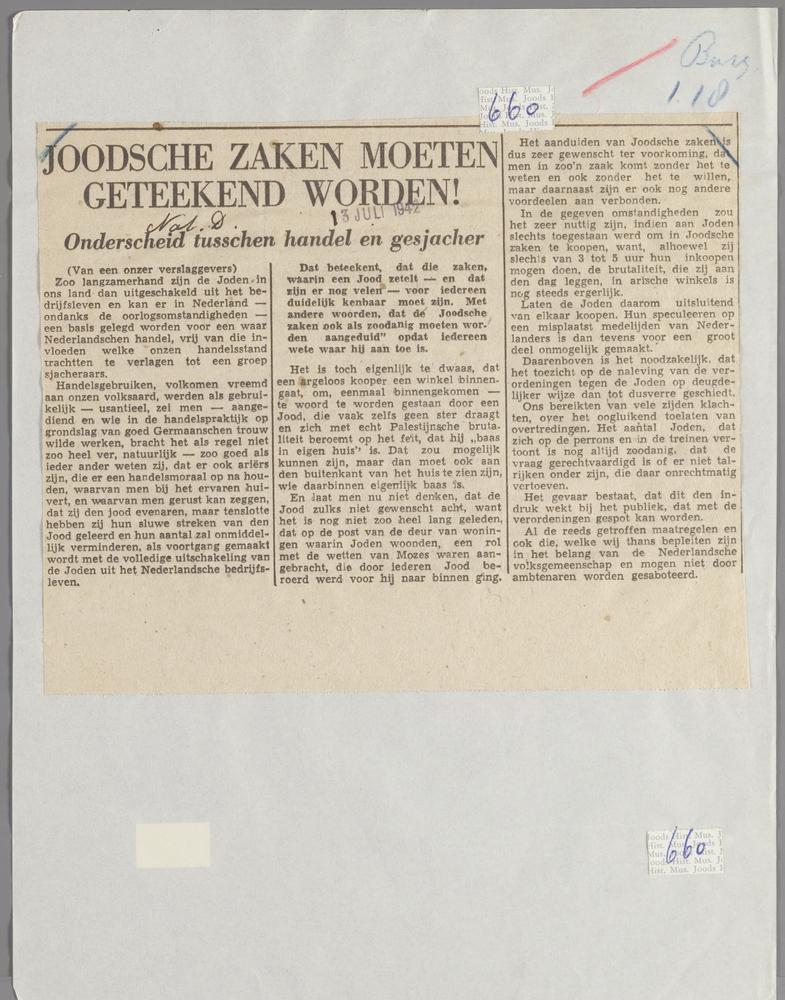 Burg.
1.18
Joods Hist. Mus. J
660
JOODSCHE ZAKEN MOETEN
GETEEKEND WORDEN!
13 JULI 1942
Nat. D.
Onderscheid tusschen handel en gesjacher
(Van een onzer verslaggevers)
Zoo langzamerhand zijn de Joden in
ons land dan uitgeschakeld uit het be-
drijfsleven en kan er in Nederland —
ondanks de oorlogsomstandigheden —
een basis gelegd worden voor een waar
Nederlandschen handel, vrij van die in-
vloeden welke onzen handelsstand
trachtten te verlagen tot een groep
sjacheraars.
Handelsgebruiken, volkomen vreemd
aan onzen volksaard, werden als gebrui-
kelijk — usantieel, zei men — aange-
diend en wie in de handelspraktijk op
grondslag van goed Germaanschen trouw
wilde werken, bracht het als regel niet
zoo heel ver, natuurlijk — zoo goed als
ieder ander weten zij, dat er ook ariërs
zijn, die er een handelsmoraal op na hou-
den, waarvan men bij het ervaren hui-
vert, en waarvan men gerust kan zeggen,
dat zij den jood evenaren, maar tenslotte
hebben zij hun sluwe streken van den
Jood geleerd en hun aantal zal onmiddel-
lijk verminderen, als voortgang gemaakt
wordt met de volledige uitschakeling van
de Joden uit het Nederlandsche bedrijfs-
leven.
Dat beteekent, dat die zaken,
waarin een Jood zetelt — en dat
zijn er nog velen — voor iedereen
duidelijk kenbaar moet zijn. Met
andere woorden, dat de Joodsche
zaken ook als zoodanig moeten wor-
den aangeduid" opdat iedereen
wete waar hij aan toe is.
Het is toch eigenlijk te dwaas, dat
een argeloos kooper een winkel binnen-
gaat, om, eenmaal binnengekomen —
te woord te worden gestaan door een
Jood, die vaak zelfs geen ster draagt
en zich met echt Palestijnsche bruta-
liteit beroemt op het feit, dat hij „baas
in eigen huis" is. Dat zou mogelijk
kunnen zijn, maar dan moet ook aan
den buitenkant van het huis te zien zijn,
wie daarbinnen eigenlijk baas is.
En laat men nu niet denken, dat de
Jood zulks niet gewenscht acht, want
het is nog niet zoo heel lang geleden,
dat op de post van de deur van wonin-
gen waarin Joden woonden, een rol
met de wetten van Mozes waren aan-
gebracht, die door iederen Jood be-
roerd werd voor hij naar binnen ging.
Het aanduiden van Joodsche zaken is
dus zeer gewenscht ter voorkoming, dat
men in zoo'n zaak komt zonder het te
weten en ook zonder het te willen,
maar daarnaast zijn er ook nog andere
voordeelen aan verbonden.
In de gegeven omstandigheden zou
het zeer nuttig zijn, indien aan Joden
slechts toegestaan werd om in Joodsche
zaken te koopen, want, alhoewel zij
slechts van 3 tot 5 uur hun inkoopen
mogen doen, de brutaliteit, die zij aan
den dag leggen, in arische winkels is
nog steeds ergerlijk.
Laten de Joden daarom uitsluitend
van elkaar koopen. Hun speculeeren op
een misplaatst medelijden van Neder-
landers is dan tevens voor een groot
deel onmogelijk gemaakt.
Daarenboven is het noodzakelijk, dat
het toezicht op de naleving van de ver-
ordeningen tegen de Joden op deugde-
lijker wijze dan tot dusverre geschiedt.
Ons bereikten van vele zijden klach-
ten, over het oogluikend toelaten van
overtredingen. Het aantal Joden, dat
zich op de perrons en in de treinen ver-
toont is nog altijd zoodanig, dat de
vraag gerechtvaardigd is of er niet tal-
rijken onder zijn, die daar onrechtmatig
vertoeven.
Het gevaar bestaat, dat dit den in-
druk wekt bij het publiek, dat met de
verordeningen gespot kan worden.
Al de reeds getroffen maatregelen en
ook die, welke wij thans bepleiten zijn
in het belang van de Nederlandsche
volksgemeenschap en mogen niet door
ambtenaren worden gesaboteerd.
660
Hist. Mus. Joods